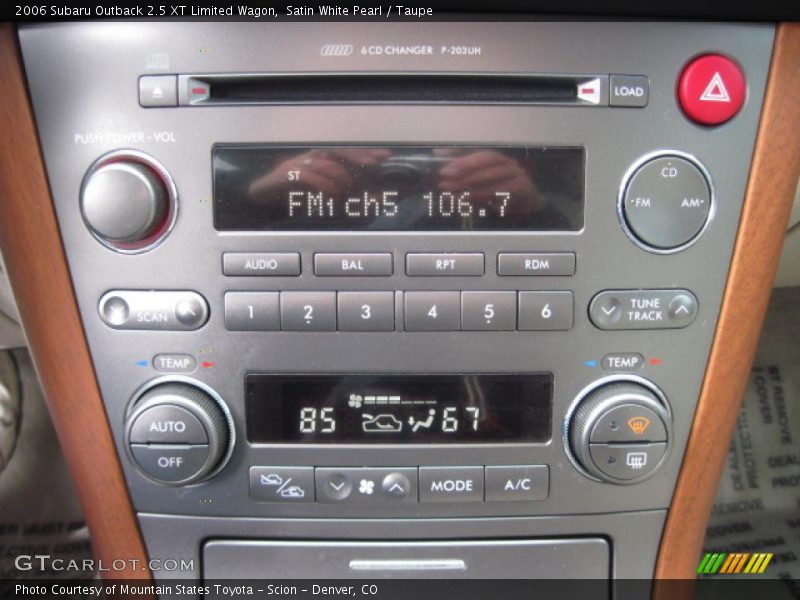 2006 Subaru Outback 2.5 XT Limited Wagon,  Satin White Pearl / Taupe
6 CD CHANGER P-203UH
LOAD
PUSH POWER - VOL
ST
FM1 ch5 106.7
CD
FM AM
AUDIO BAL RPT RDM
SCAN
1 2 3 4 5 6
TUNE
TRACK
TEMP TEMP
85 67
AUTO
OFF
MODE A/C
GTCARLOT.COM
Photo Courtesy of Mountain States Toyota - Scion - Denver, CO